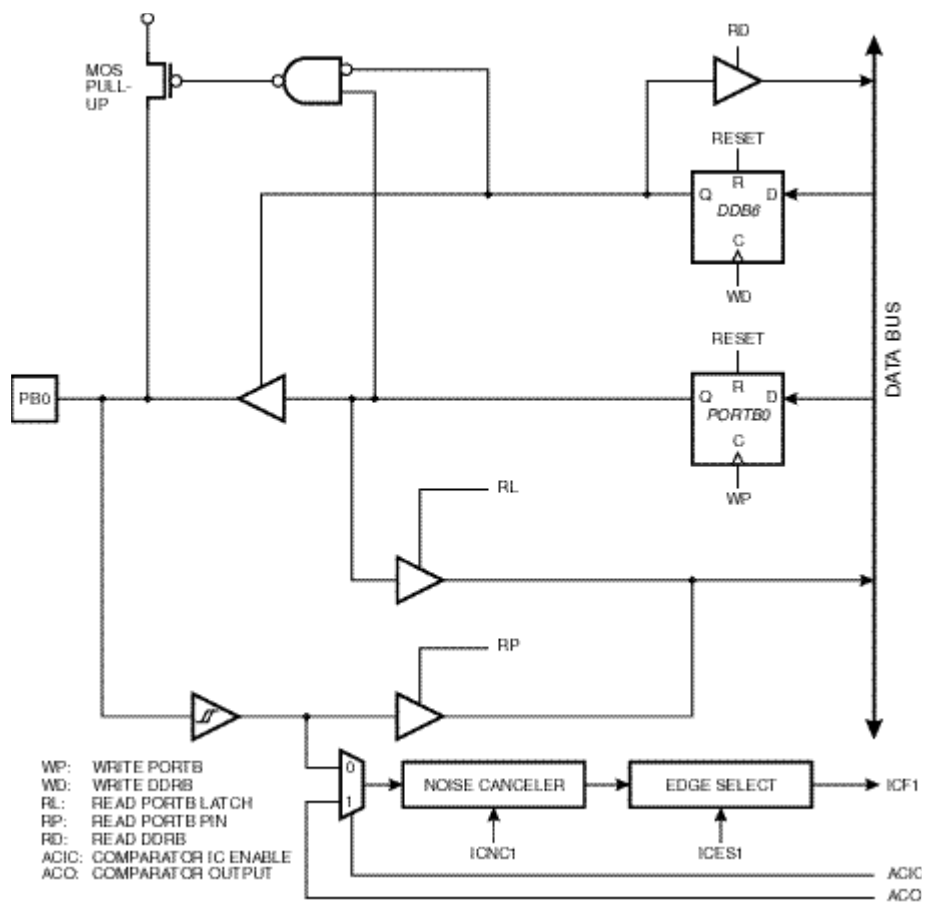 RD
MOS
PULL-
UP
RESET
R
Q
D
DDB6
C
WD
DATA BUS
RESET
R
PB0
Q
D
PORTB0
C
WP
RL
RP
WP: WRITE PORTB
WD: WRITE DDRB
RL: READ PORTB LATCH
RP: READ PORTB PIN
RD: READ DDRB
ACIC: COMPARATOR IC ENABLE
ACO: COMPARATOR OUTPUT
0
1
NOISE CANCELER
EDGE SELECT
ICF1
ICNC1
ICES1
ACIC
ACO